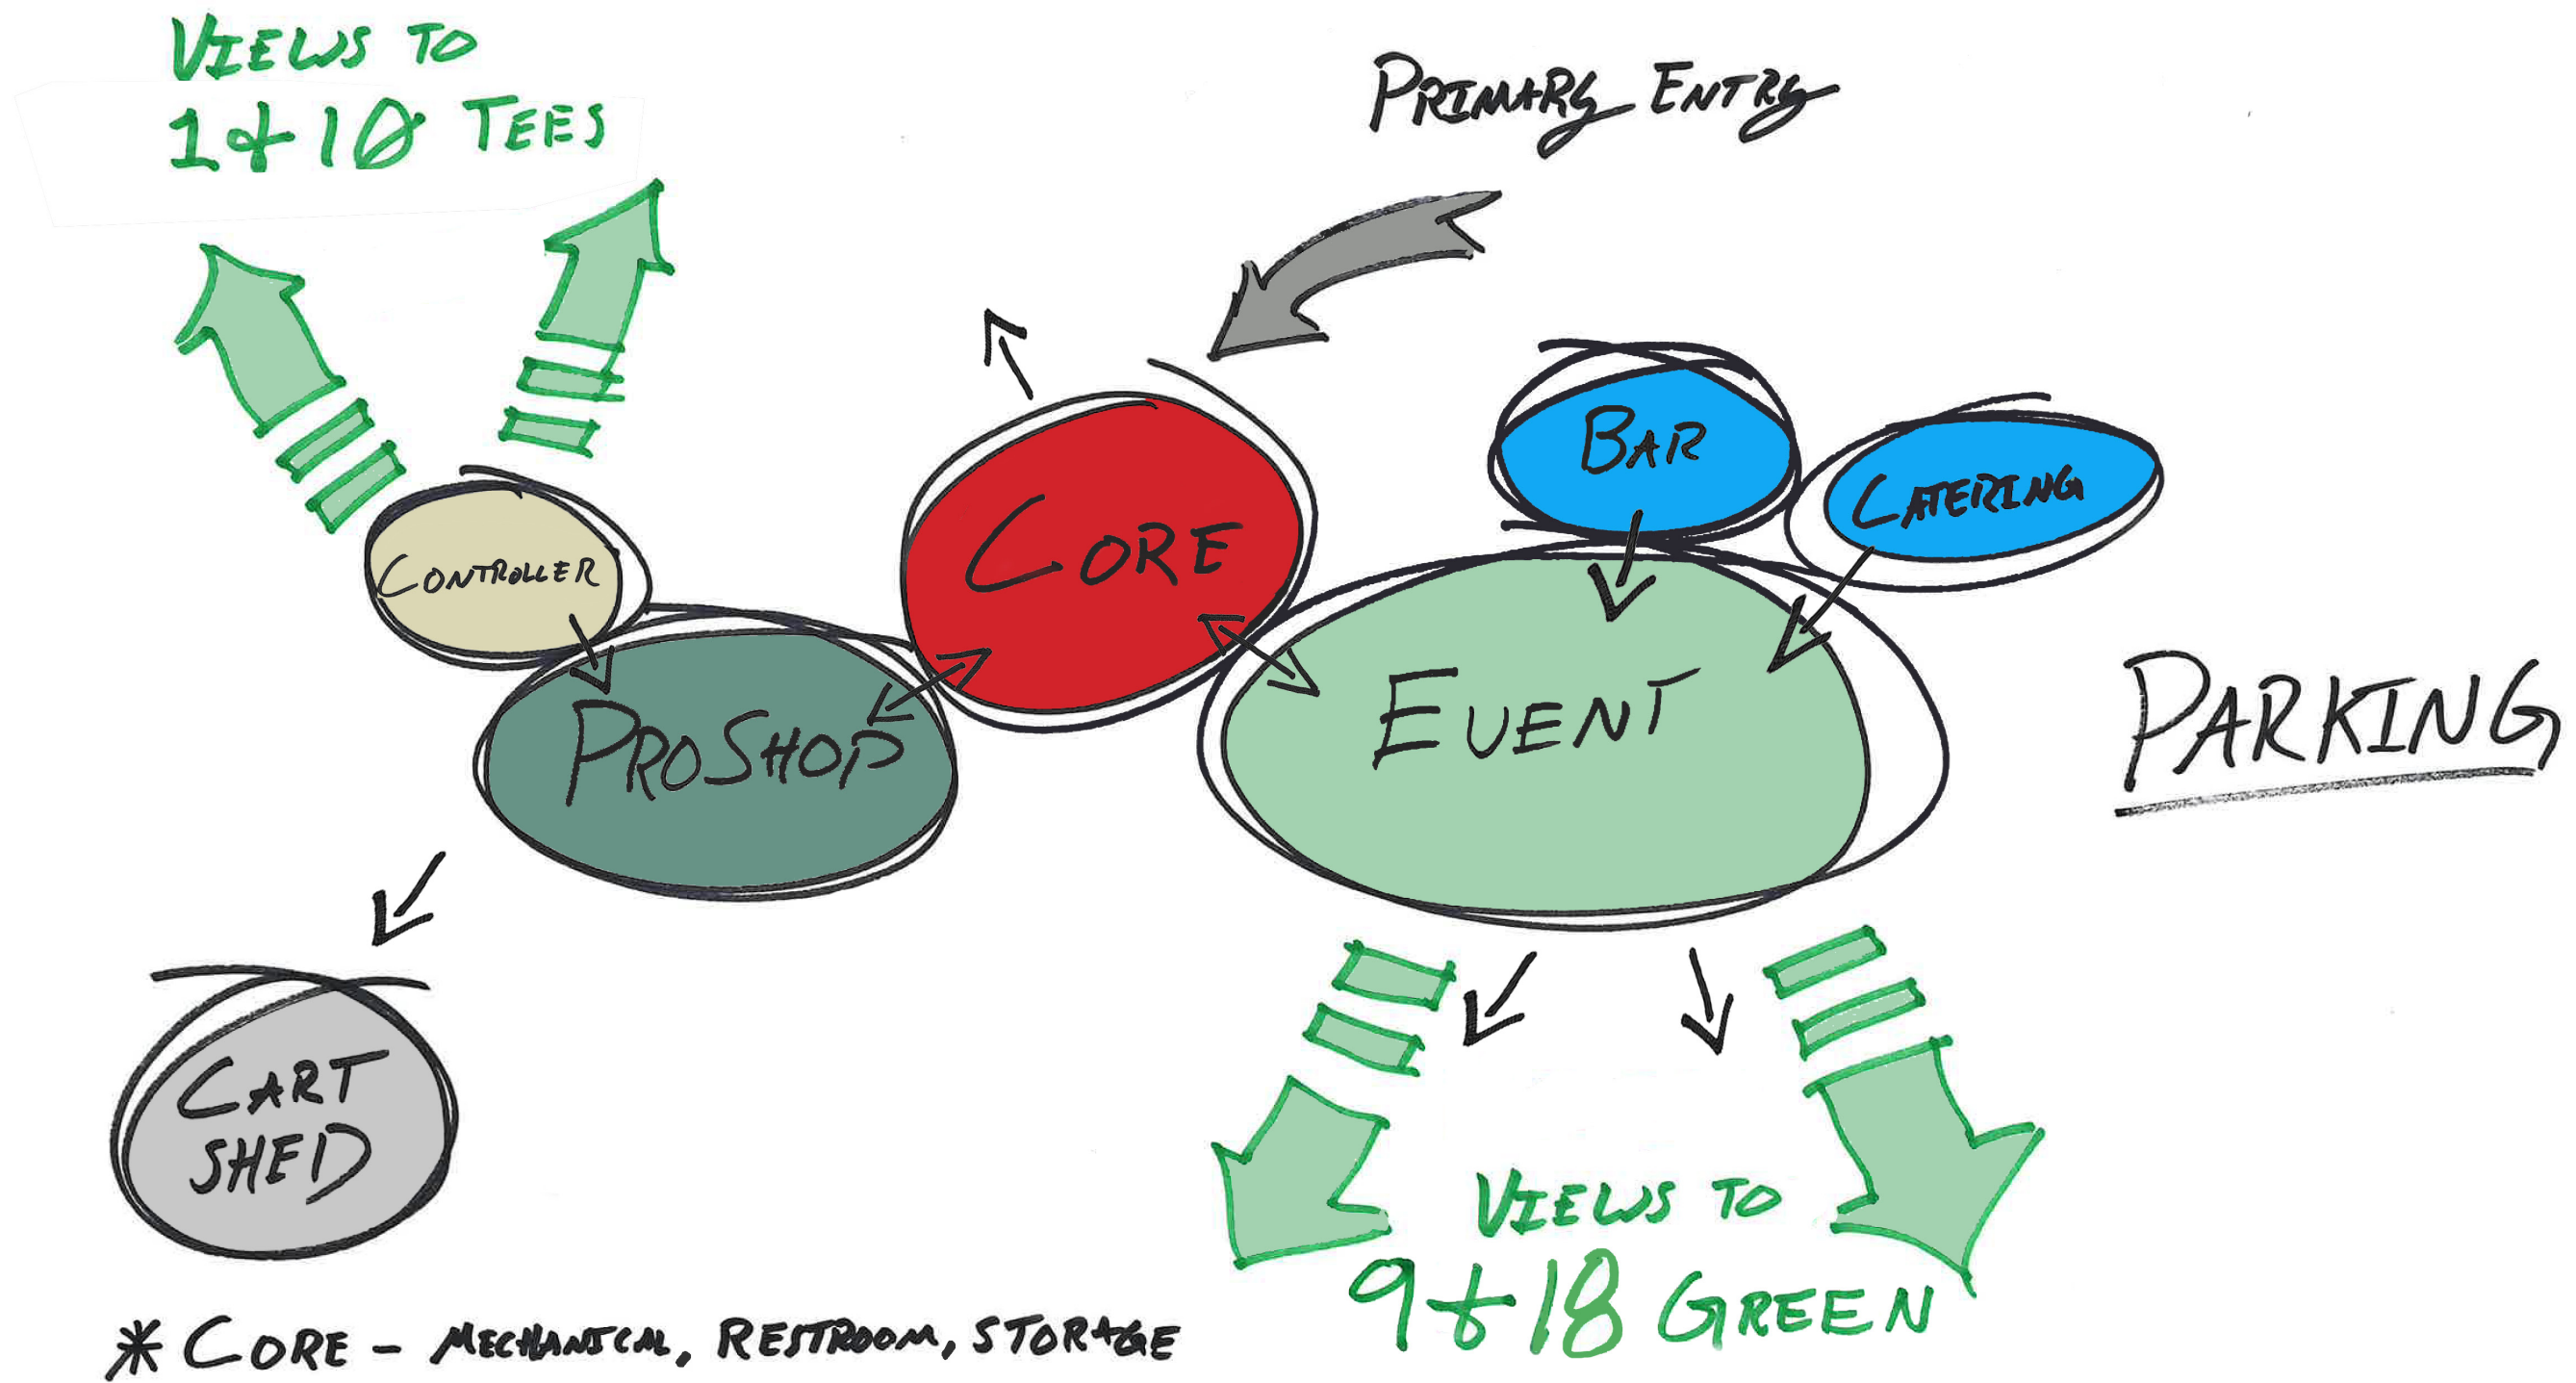 VIEWS TO
1 & 10 TEES
PRIMARY ENTRY
BAR
CATERING
CORE
CONTROLLER
PROSHOP
EVENT
PARKING
CART
SHED
VIEWS TO
9 & 18 GREEN
* CORE - MECHANICAL, RESTROOM, STORAGE